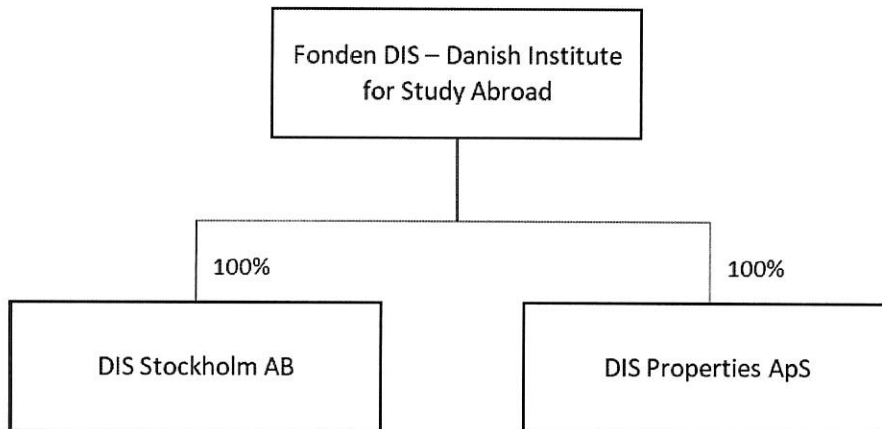 Fonden DIS – Danish Institute
for Study Abroad
100%
100%
DIS Stockholm AB
DIS Properties ApS